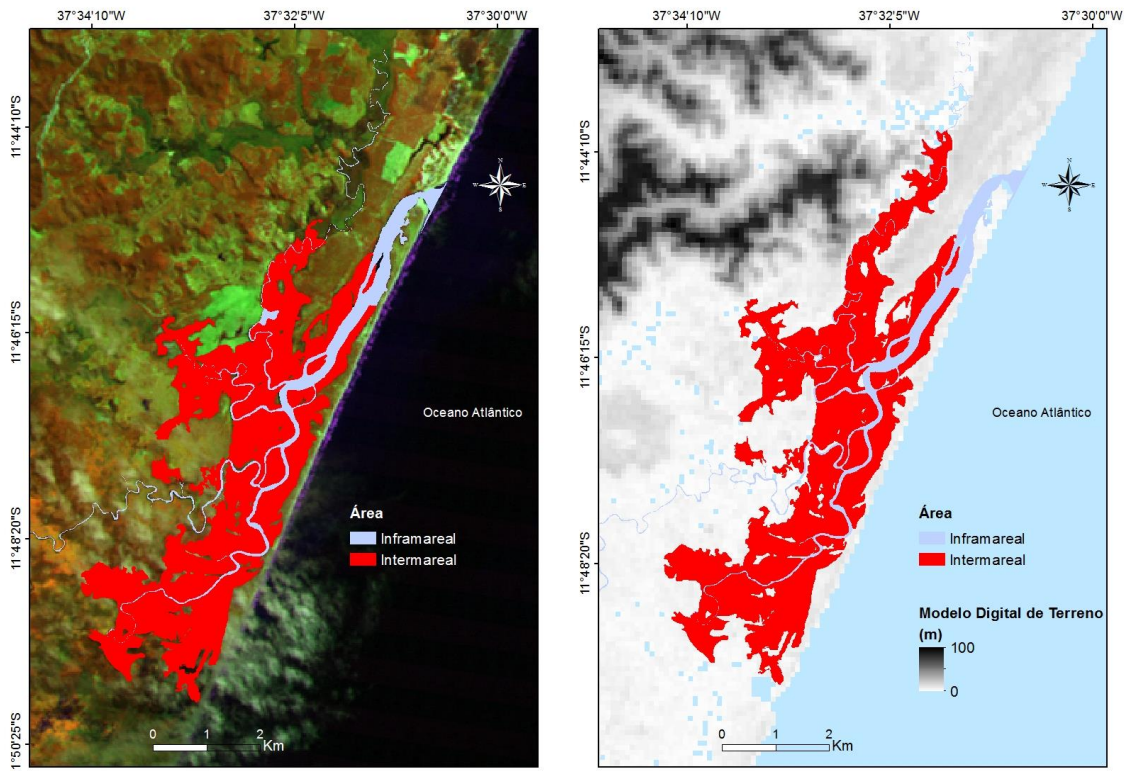 37°34'10"W 37°32'5"W 37°30'0"W
11°44'10"S
11°46'15"S
11°48'20"S
1°50'25"S
N
W E
S
Oceano Atlântico
Área
Inframareal
Intermareal
0 1 2
Km
37°34'10"W 37°32'5"W 37°30'0"W
11°44'10"S
11°46'15"S
11°48'20"S
N
W E
S
Oceano Atlântico
Área
Inframareal
Intermareal
Modelo Digital de Terreno
(m)
100
0
0 1 2
Km